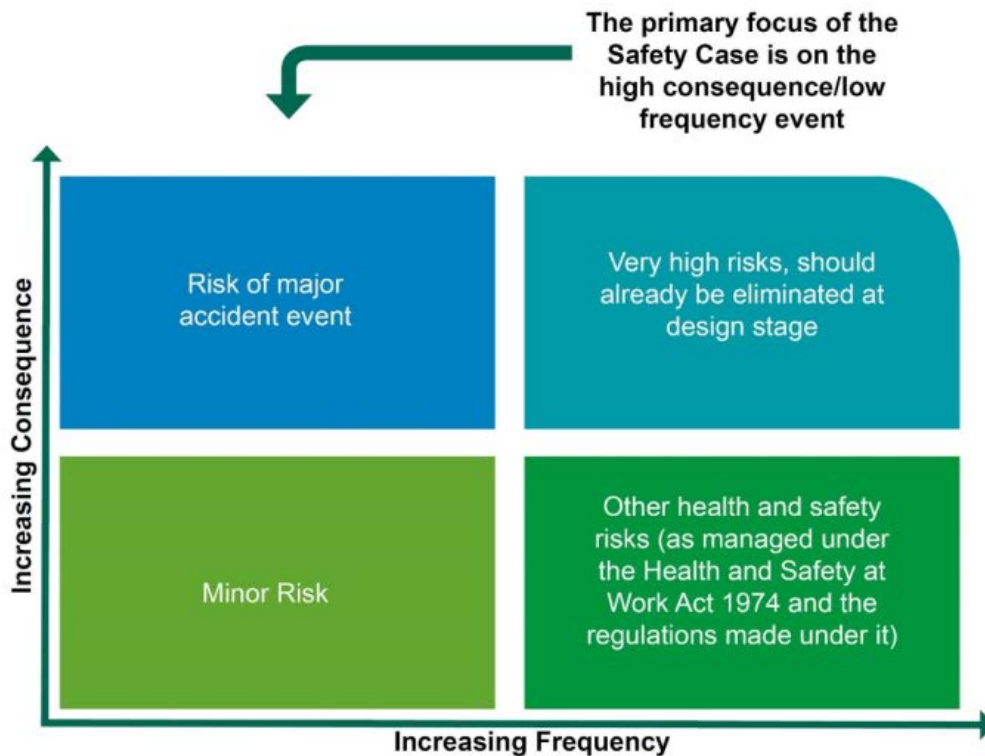 The primary focus of the
Safety Case is on the
high consequence/low
frequency event
Increasing Consequence
Risk of major
accident event
Very high risks, should
already be eliminated at
design stage
Minor Risk
Other health and safety
risks (as managed under
the Health and Safety at
Work Act 1974 and the
regulations made under it)
Increasing Frequency